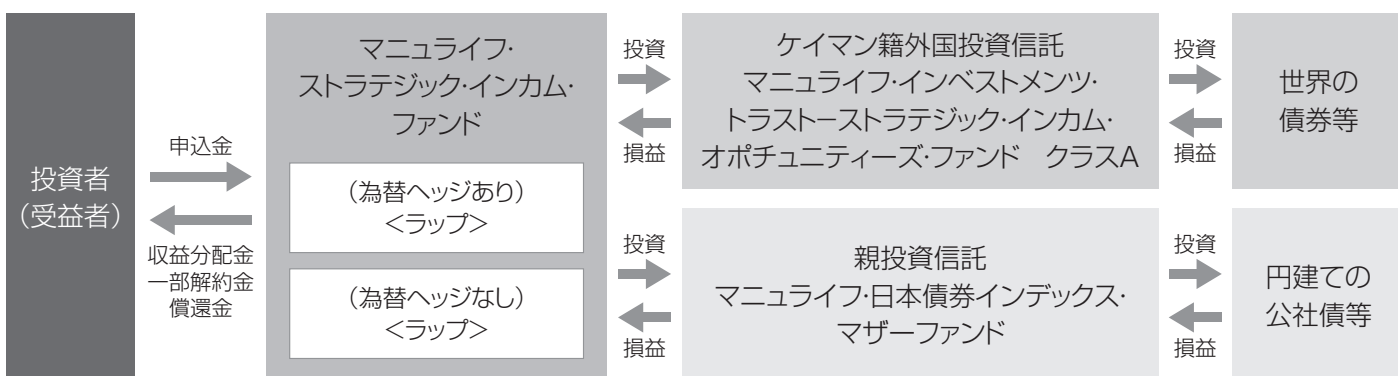 投資者
（受益者）
申込金
収益分配金
一部解約金
償還金
マニュライフ・
ストラテジック・インカム・
ファンド
（為替ヘッジあり）
＜ラップ＞
（為替ヘッジなし）
＜ラップ＞
投資
損益
ケイマン籍外国投資信託
マニュライフ・インベストメンツ・
トラスト－ストラテジック・インカム・
オポチュニティーズ・ファンド　クラスA
投資
損益
世界の
債券等
投資
損益
親投資信託
マニュライフ・日本債券インデックス・
マザーファンド
投資
損益
円建ての
公社債等